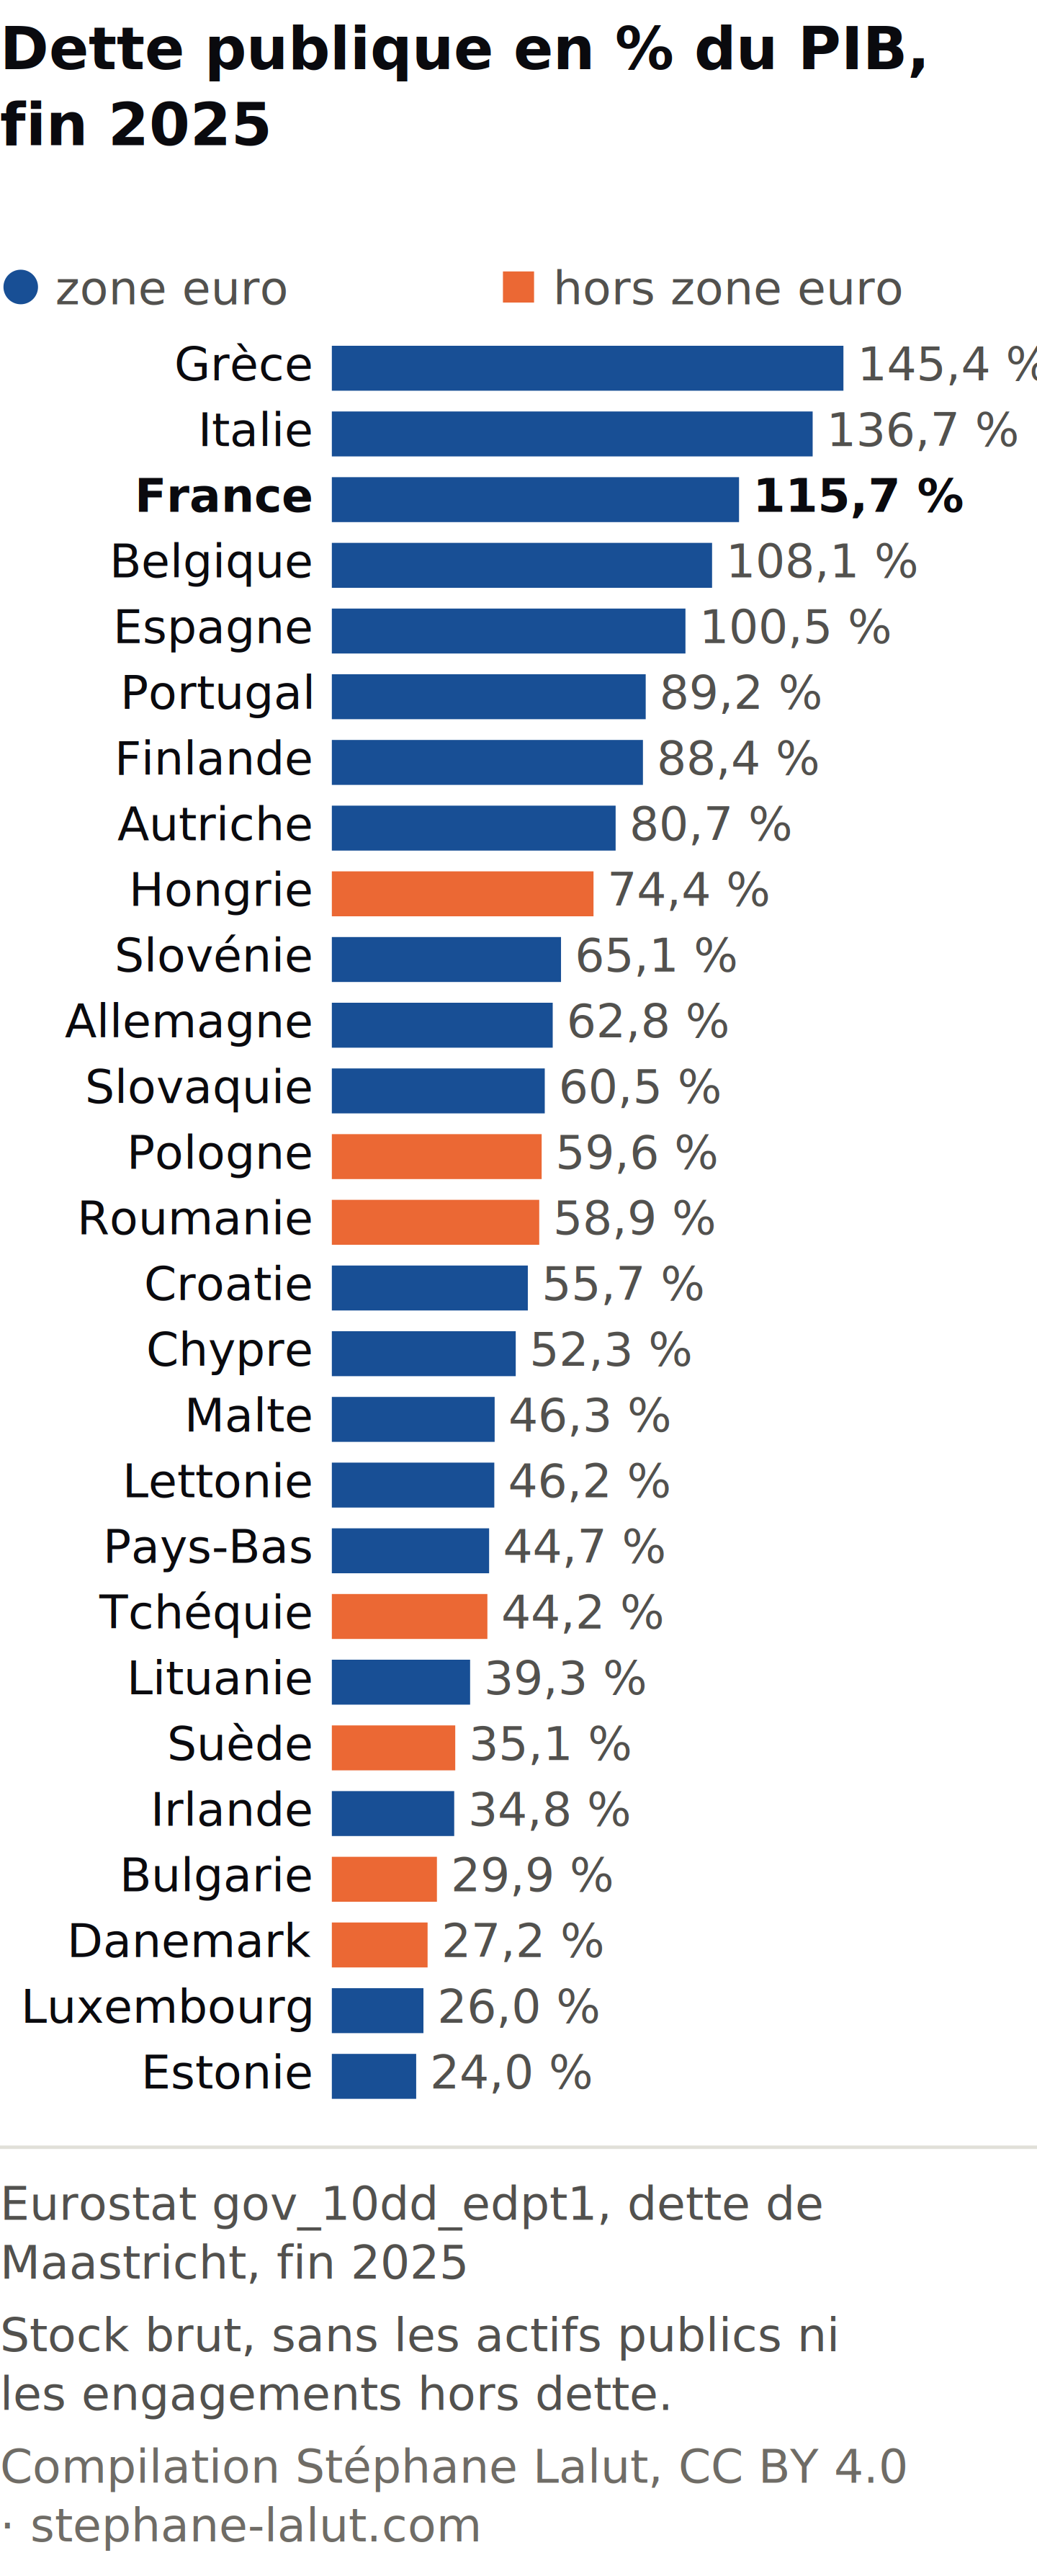 Dette publique en % du PIB,
fin 2025
zone euro hors zone euro
Grèce 145,4 %
Italie 136,7 %
France 115,7 %
Belgique 108,1 %
Espagne 100,5 %
Portugal 89,2 %
Finlande 88,4 %
Autriche 80,7 %
Hongrie 74,4 %
Slovénie 65,1 %
Allemagne 62,8 %
Slovaquie 60,5 %
Pologne 59,6 %
Roumanie 58,9 %
Croatie 55,7 %
Chypre 52,3 %
Malte 46,3 %
Lettonie 46,2 %
Pays-Bas 44,7 %
Tchéquie 44,2 %
Lituanie 39,3 %
Suède 35,1 %
Irlande 34,8 %
Bulgarie 29,9 %
Danemark 27,2 %
Luxembourg 26,0 %
Estonie 24,0 %
Eurostat gov_10dd_edpt1, dette de
Maastricht, fin 2025
Stock brut, sans les actifs publics ni
les engagements hors dette.
Compilation Stéphane Lalut, CC BY 4.0
· stephane-lalut.com